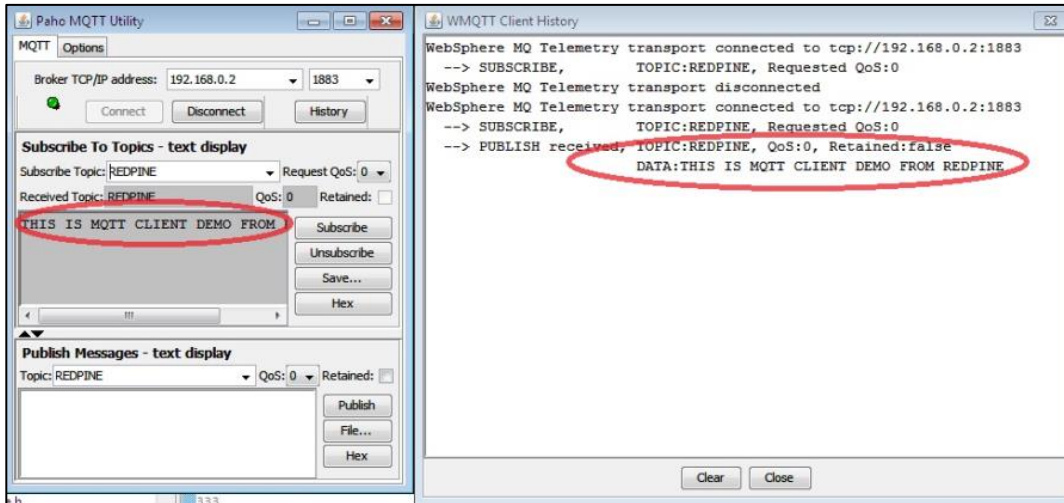 Paho MQTT Utility
MQTT Options
Broker TCP/IP address: 192.168.0.2 1883
Connect Disconnect History
Subscribe To Topics - text display
Subscribe Topic: REDPINE Request QoS: 0
Received Topic: REDPINE QoS: 0 Retained:
THIS IS MQTT CLIENT DEMO FROM
Subscribe
Unsubscribe
Save...
Hex
Publish Messages - text display
Topic: REDPINE QoS: 0 Retained:
Publish
File...
Hex
333
WMQTT Client History
WebSphere MQ Telemetry transport connected to tcp://192.168.0.2:1883
--> SUBSCRIBE, TOPIC:REDPINE, Requested QoS:0
WebSphere MQ Telemetry transport disconnected
WebSphere MQ Telemetry transport connected to tcp://192.168.0.2:1883
--> SUBSCRIBE, TOPIC:REDPINE, Requested QoS:0
--> PUBLISH received, TOPIC:REDPINE, QoS:0, Retained:false
DATA:THIS IS MQTT CLIENT DEMO FROM REDPINE
Clear Close